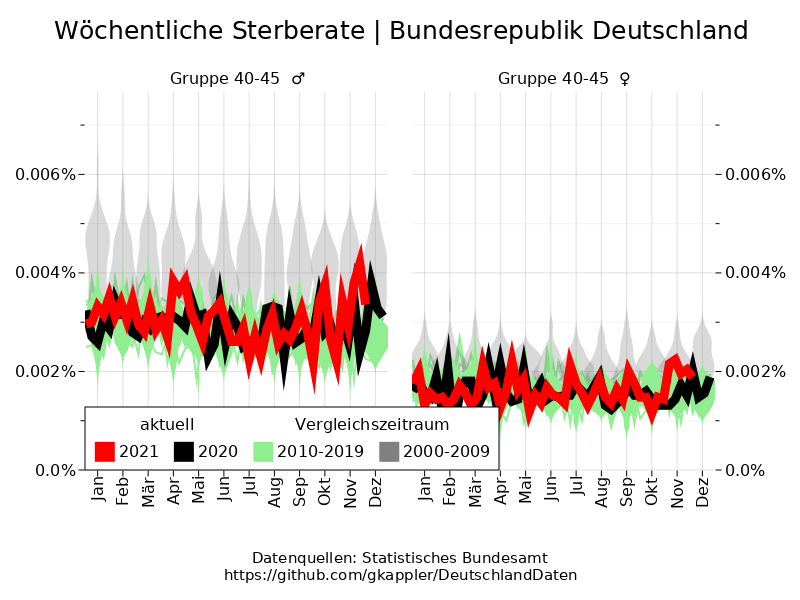 Wöchentliche Sterberate | Bundesrepublik Deutschland
Gruppe 40-45 ♂
Gruppe 40-45 ♀
0.006%
0.004%
0.002%
0.0%
0.006%
0.004%
0.002%
0.0%
aktuell
Vergleichszeitraum
2021
2020
2010-2019
2000-2009
Jan
Feb
Mär
Apr
Mai
Jun
Jul
Aug
Sep
Okt
Nov
Dez
Jan
Feb
Mär
Apr
Mai
Jun
Jul
Aug
Sep
Okt
Nov
Dez
Datenquellen: Statistisches Bundesamt
https://github.com/gkappler/DeutschlandDaten